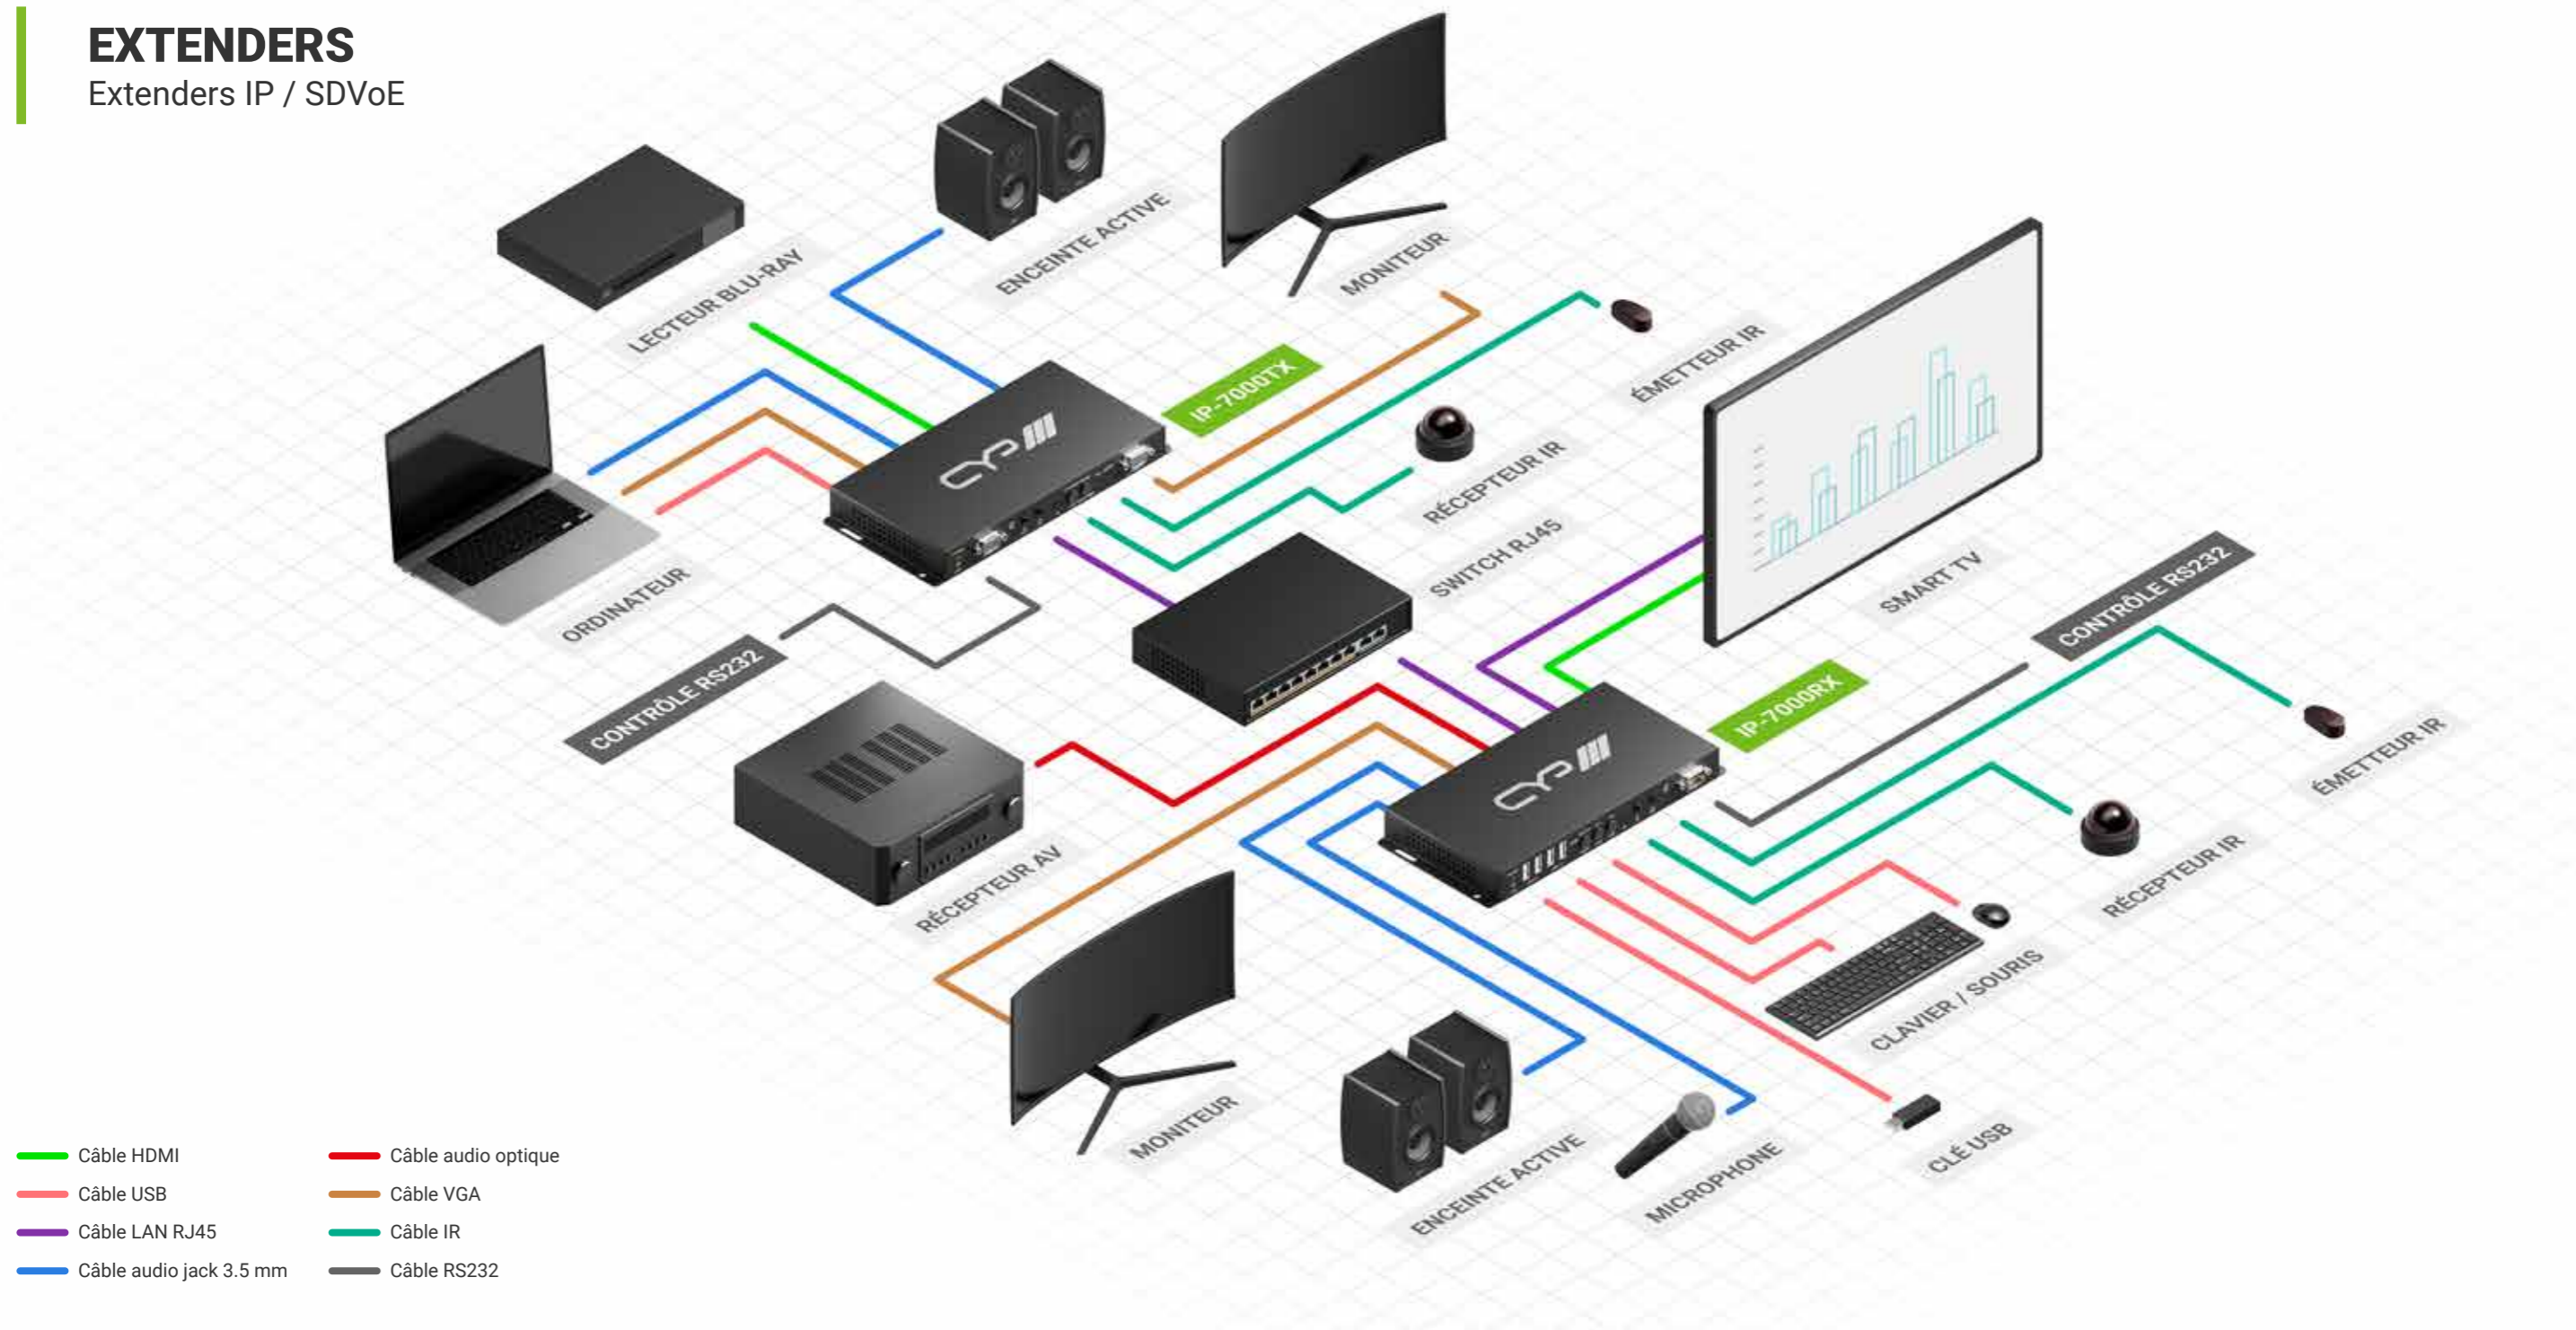 EXTENDERS
Extenders IP / SDVoE
LECTEUR BLU-RAY
ENCEINTE ACTIVE
MONITEUR
ÉMETTEUR IR
IP-7000TX
CYP
RÉCEPTEUR IR
SWITCH RJ45
SMART TV
ORDINATEUR
CONTRÔLE RS232
CONTRÔLE RS232
IP-7000RX
CYP
ÉMETTEUR IR
RÉCEPTEUR AV
RÉCEPTEUR IR
CLAVIER / SOURIS
MONITEUR
ENCEINTE ACTIVE
MICROPHONE
CLÉ USB
Câble HDMI
Câble USB
Câble LAN RJ45
Câble audio jack 3.5 mm
Câble audio optique
Câble VGA
Câble IR
Câble RS232